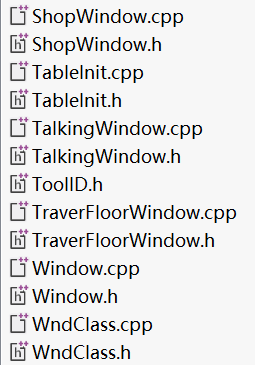 ShopWindow.cpp
ShopWindow.h
TableInit.cpp
TableInit.h
TalkingWindow.cpp
TalkingWindow.h
ToolID.h
TraverFloorWindow.cpp
TraverFloorWindow.h
Window.cpp
Window.h
WndClass.cpp
WndClass.h